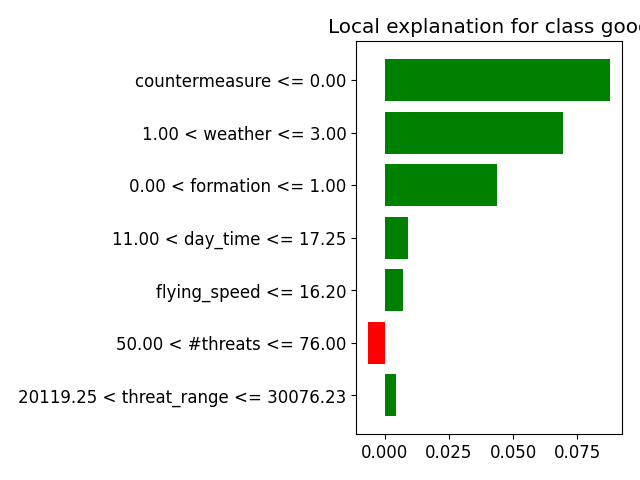 Local explanation for class good
countermeasure <= 0.00
1.00 < weather <= 3.00
0.00 < formation <= 1.00
11.00 < day_time <= 17.25
flying_speed <= 16.20
50.00 < #threats <= 76.00
20119.25 < threat_range <= 30076.23
0.000 0.025 0.050 0.075